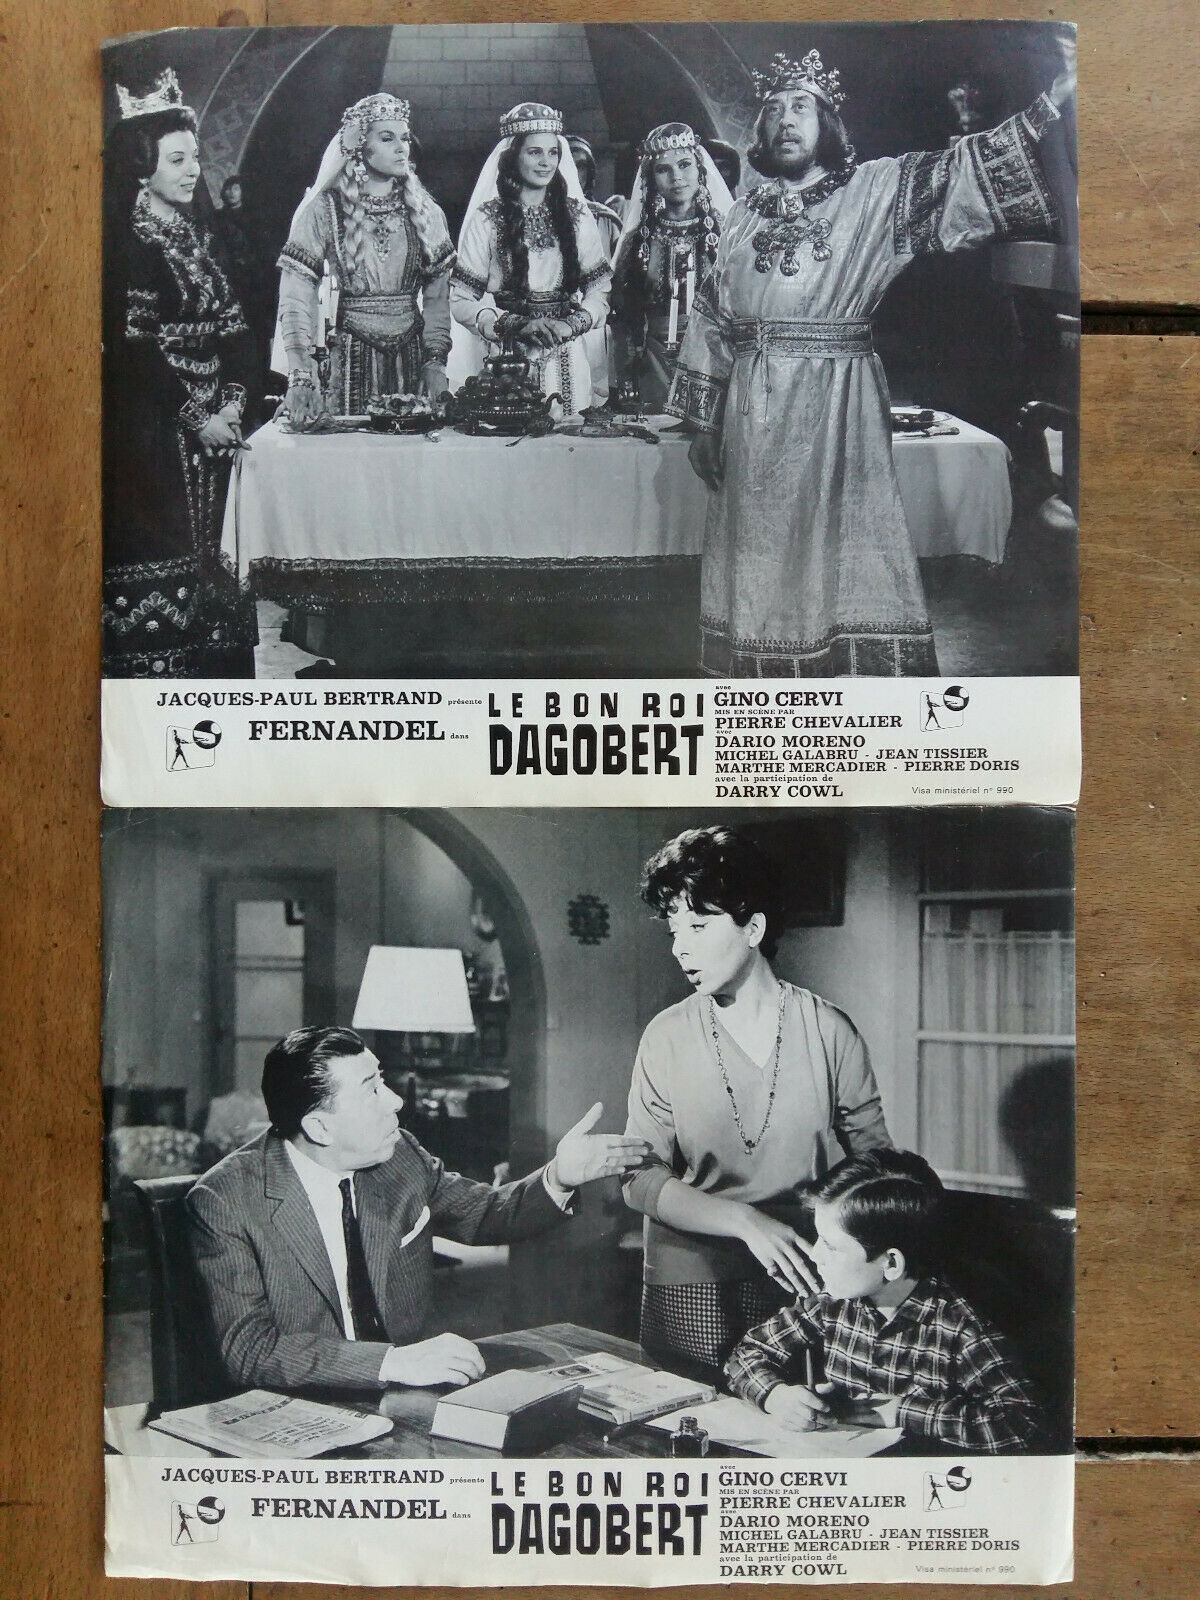 JACQUES-PAUL BERTRAND présente
FERNANDEL dans
LE BON ROI
DAGOBERT
avec
GINO CERVI
MIS EN SCÈNE PAR
PIERRE CHEVALIER
avec
DARIO MORENO
MICHEL GALABRU - JEAN TISSIER
MARTHE MERCADIER - PIERRE DORIS
avec la participation de
DARRY COWL
Visa ministériel n° 990
JACQUES-PAUL BERTRAND présente
FERNANDEL dans
LE BON ROI
DAGOBERT
avec
GINO CERVI
MIS EN SCÈNE PAR
PIERRE CHEVALIER
avec
DARIO MORENO
MICHEL GALABRU - JEAN TISSIER
MARTHE MERCADIER - PIERRE DORIS
avec la participation de
DARRY COWL
Visa ministériel n° 990